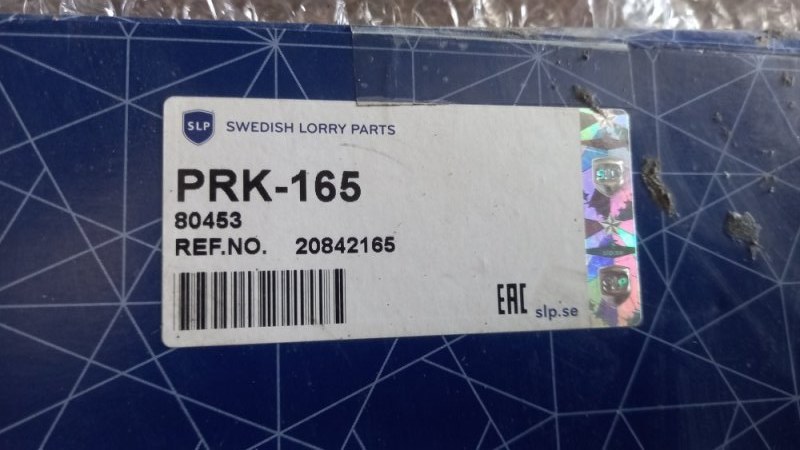 SLP SWEDISH LORRY PARTS
PRK-165
80453
REF.NO. 20842165
EAC slp.se